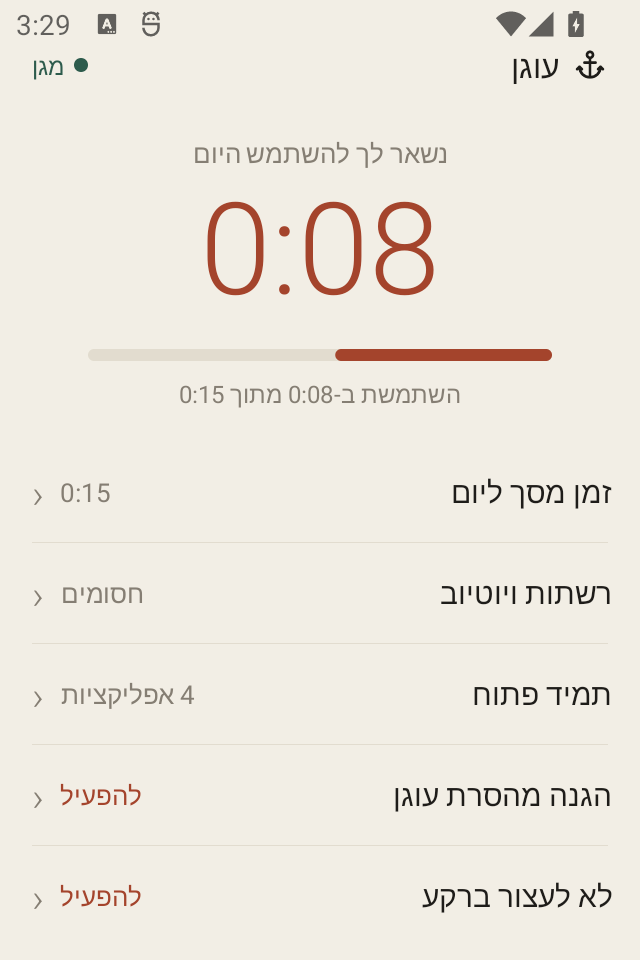 3:29
עוגן
מגן
נשאר לך להשתמש היום
0:08
השתמשת ב-0:08 מתוך 0:15
זמן מסך ליום
0:15
רשתות ויוטיוב
חסומים
תמיד פתוח
4 אפליקציות
הגנה מהסרת עוגן
להפעיל
לא לעצור ברקע
להפעיל